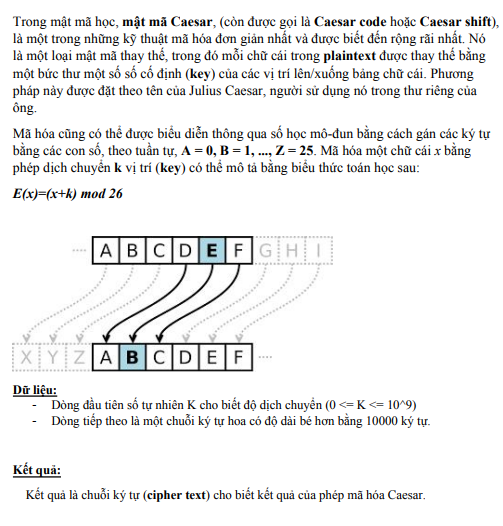 Trong mật mã học, mật mã Caesar, (còn được gọi là Caesar code hoặc Caesar shift),
là một trong những kỹ thuật mã hóa đơn giản nhất và được biết đến rộng rãi nhất. Nó
là một loại mật mã thay thế, trong đó mỗi chữ cái trong plaintext được thay thế bằng
một bức thư một số số cố định (key) của các vị trí lên/xuống bảng chữ cái. Phương
pháp này được đặt theo tên của Julius Caesar, người sử dụng nó trong thư riêng của
ông.
Mã hóa cũng có thể được biểu diễn thông qua số học mô-đun bằng cách gán các ký tự
bằng các con số, theo tuần tự, A = 0, B = 1, ..., Z = 25. Mã hóa một chữ cái x bằng
phép dịch chuyển k vị trí (key) có thể mô tả bằng biểu thức toán học sau:
E(x)=(x+k) mod 26
A B C D E F G H I
X Y Z A B C D E F
Dữ liệu:
- Dòng đầu tiên số tự nhiên K cho biết độ dịch chuyển (0 <= K <= 10^9)
- Dòng tiếp theo là một chuỗi ký tự hoa có độ dài bé hơn bằng 10000 ký tự.
Kết quả:
Kết quả là chuỗi ký tự (cipher text) cho biết kết quả của phép mã hóa Caesar.